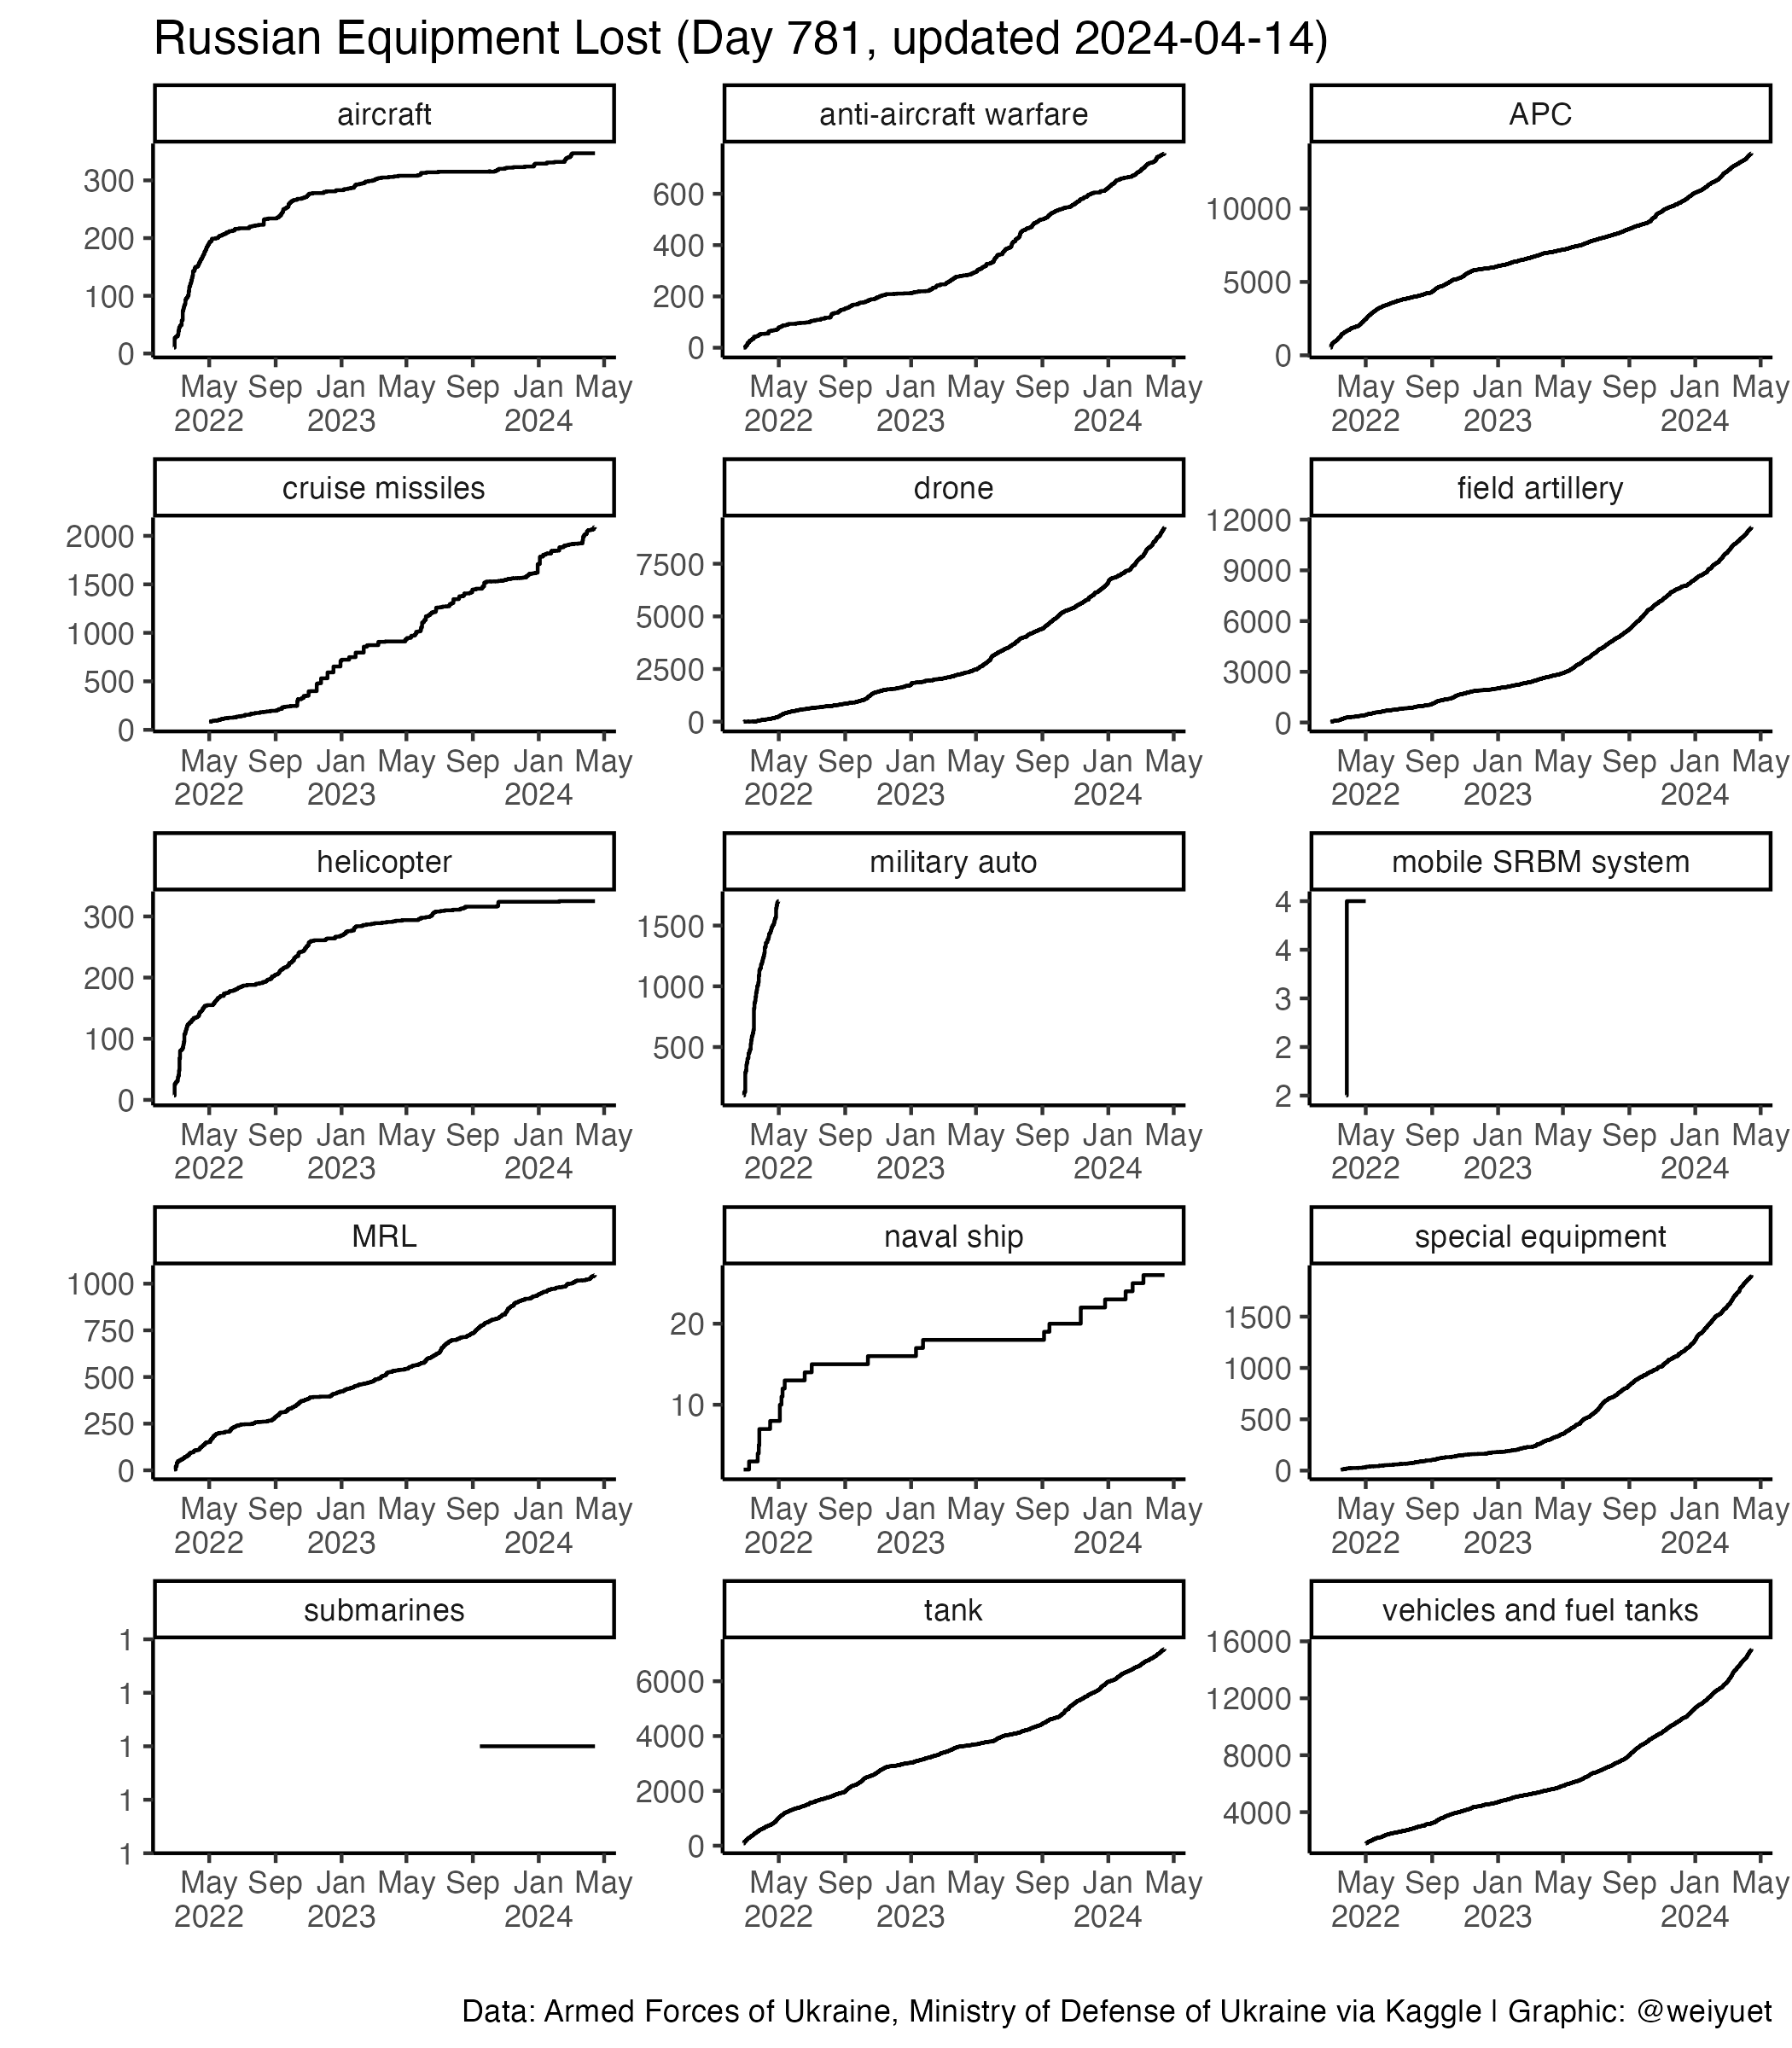 Russian Equipment Lost (Day 781, updated 2024-04-14)
aircraft
300
200
100
0
May Sep Jan May Sep Jan May
2022 2023 2024
anti-aircraft warfare
600
400
200
0
May Sep Jan May Sep Jan May
2022 2023 2024
APC
10000
5000
0
May Sep Jan May Sep Jan May
2022 2023 2024
cruise missiles
2000
1500
1000
500
0
May Sep Jan May Sep Jan May
2022 2023 2024
drone
7500
5000
2500
0
May Sep Jan May Sep Jan May
2022 2023 2024
field artillery
12000
9000
6000
3000
0
May Sep Jan May Sep Jan May
2022 2023 2024
helicopter
300
200
100
0
May Sep Jan May Sep Jan May
2022 2023 2024
military auto
1500
1000
500
May Sep Jan May Sep Jan May
2022 2023 2024
mobile SRBM system
4
4
3
2
2
May Sep Jan May Sep Jan May
2022 2023 2024
MRL
1000
750
500
250
0
May Sep Jan May Sep Jan May
2022 2023 2024
naval ship
20
10
May Sep Jan May Sep Jan May
2022 2023 2024
special equipment
1500
1000
500
0
May Sep Jan May Sep Jan May
2022 2023 2024
submarines
1
1
1
1
1
May Sep Jan May Sep Jan May
2022 2023 2024
tank
6000
4000
2000
0
May Sep Jan May Sep Jan May
2022 2023 2024
vehicles and fuel tanks
16000
12000
8000
4000
May Sep Jan May Sep Jan May
2022 2023 2024
Data: Armed Forces of Ukraine, Ministry of Defense of Ukraine via Kaggle | Graphic: @weiyuet